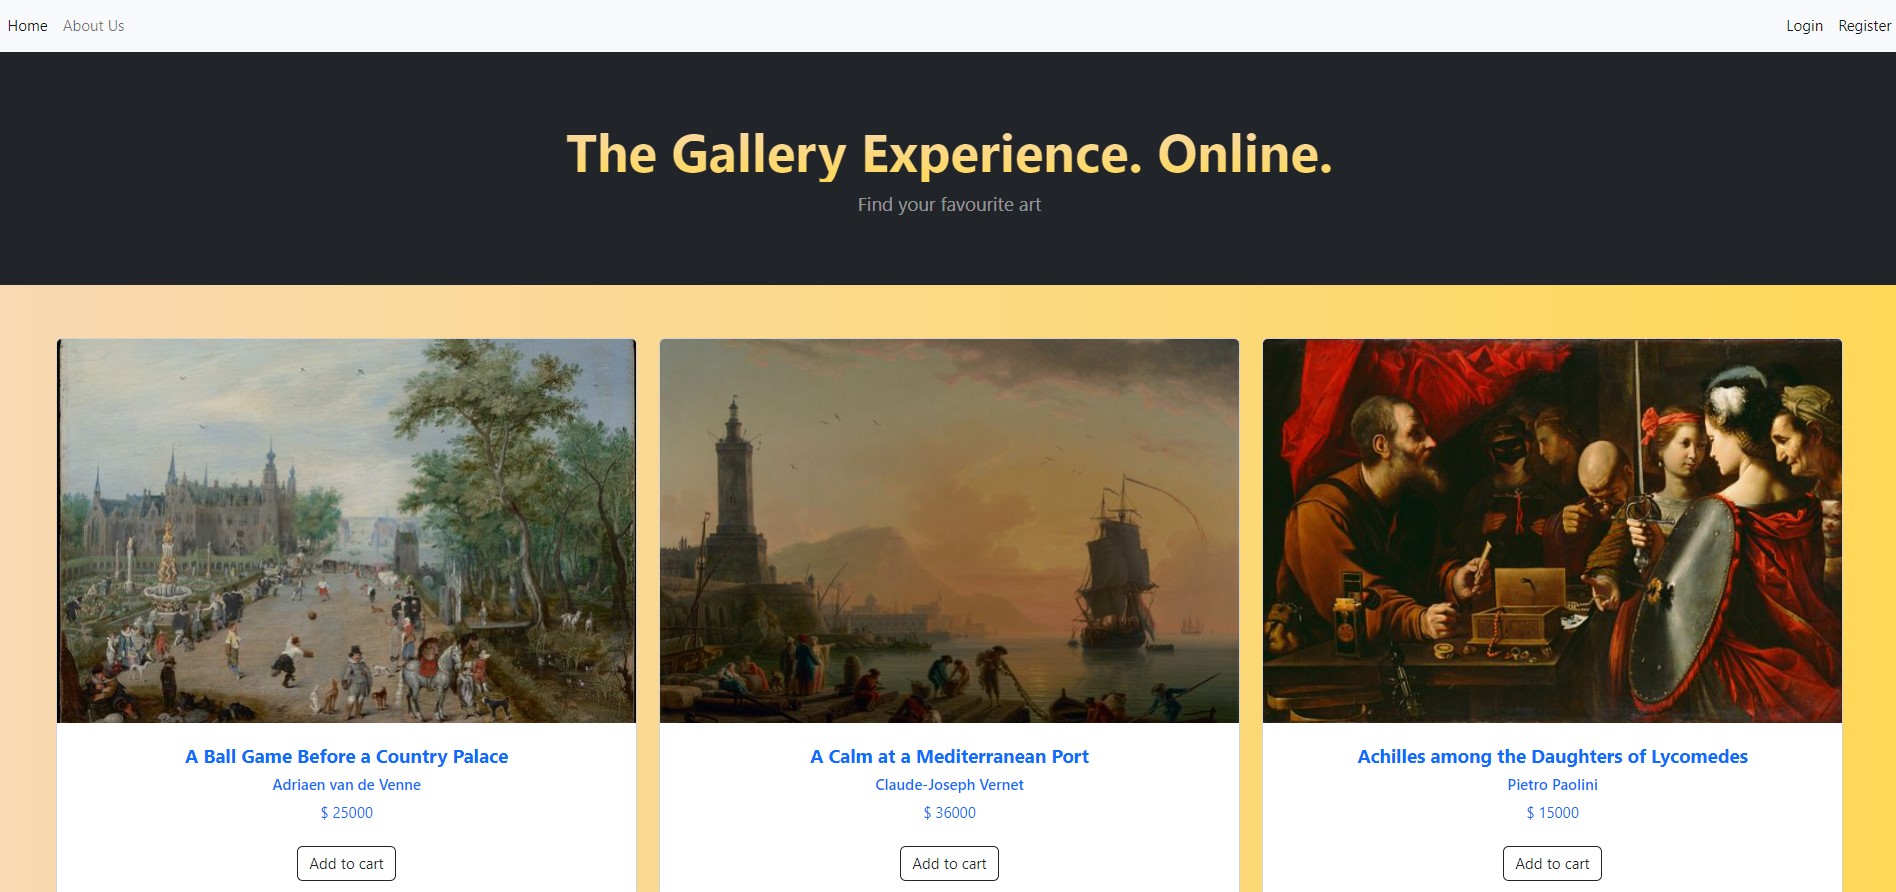 Home About Us Login Register
The Gallery Experience. Online.
Find your favourite art
A Ball Game Before a Country Palace
Adriaen van de Venne
$ 25000
Add to cart
A Calm at a Mediterranean Port
Claude-Joseph Vernet
$ 36000
Add to cart
Achilles among the Daughters of Lycomedes
Pietro Paolini
$ 15000
Add to cart